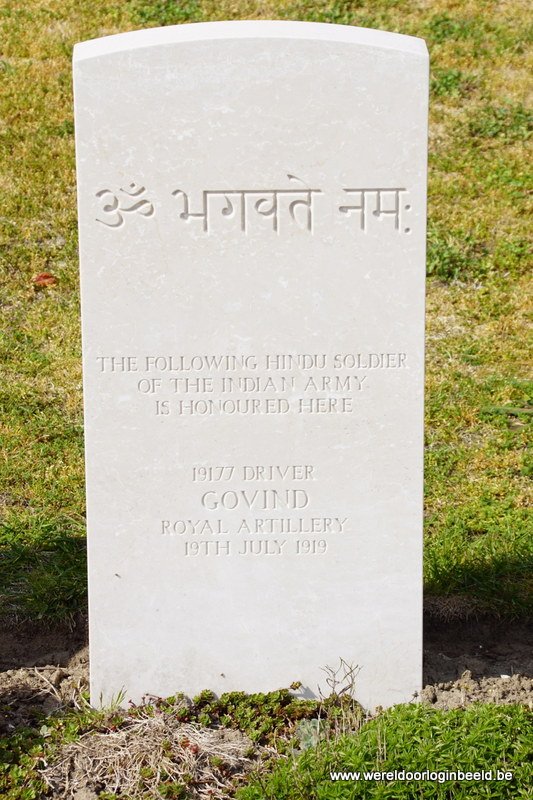 ॐ भगवते नमः
THE FOLLOWING HINDU SOLDIER
OF THE INDIAN ARMY
IS HONOURED HERE
19177 DRIVER
GOVIND
ROYAL ARTILLERY
19TH JULY 1919
www.wereldoorloginbeeld.be